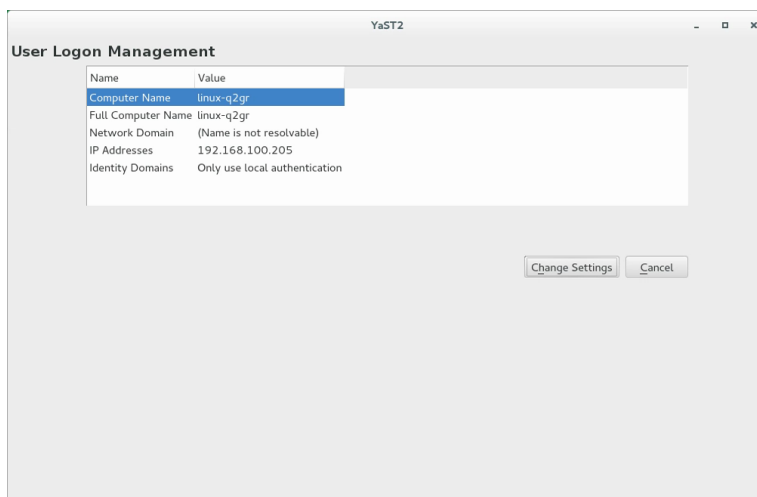 YaST2
User Logon Management
Name Value
Computer Name linux-q2gr
Full Computer Name linux-q2gr
Network Domain (Name is not resolvable)
IP Addresses 192.168.100.205
Identity Domains Only use local authentication
Change Settings Cancel